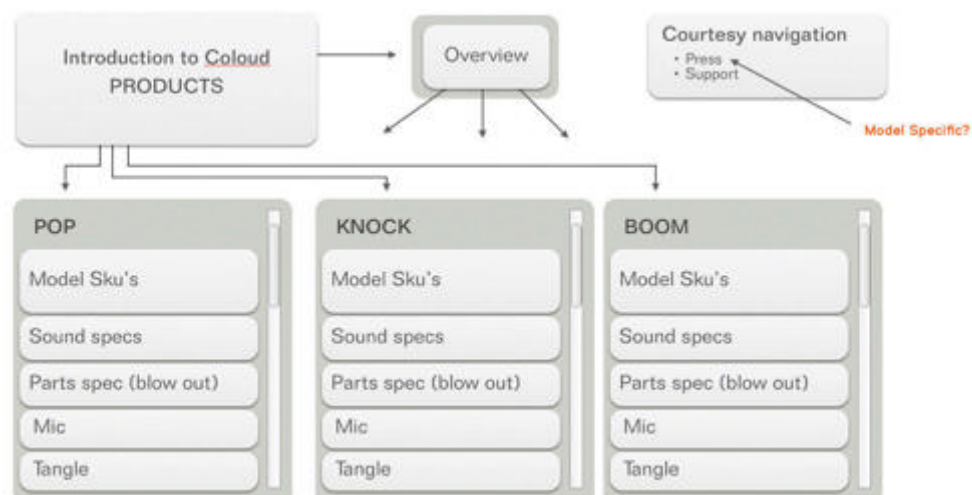 Introduction to Coloud
PRODUCTS
Overview
Courtesy navigation
• Press
• Support
Model Specific?
POP
Model Sku's
Sound specs
Parts spec (blow out)
Mic
Tangle
KNOCK
Model Sku's
Sound specs
Parts spec (blow out)
Mic
Tangle
BOOM
Model Sku's
Sound specs
Parts spec (blow out)
Mic
Tangle